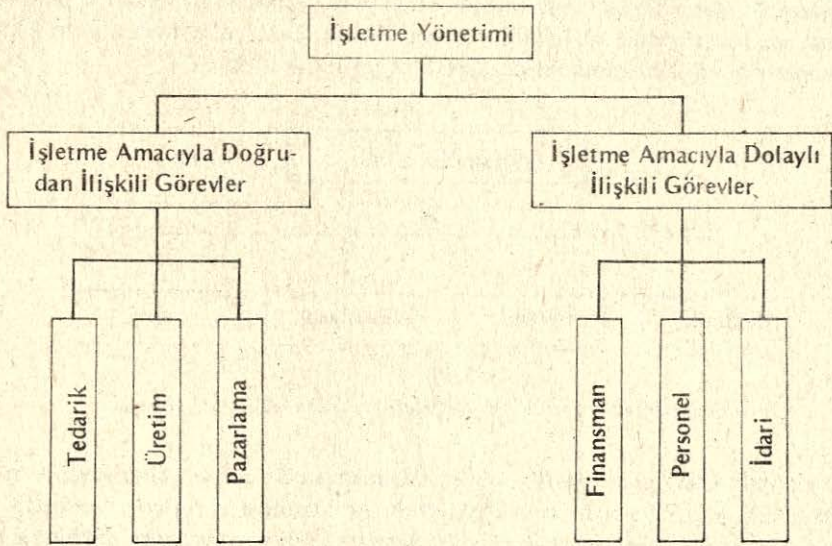 İşletme Yönetimi
İşletme Amacıyla Doğru-
dan İlişkili Görevler
İşletme Amacıyla Dolaylı
İlişkili Görevler
Tedarik
Üretim
Pazarlama
Finansman
Personel
İdari